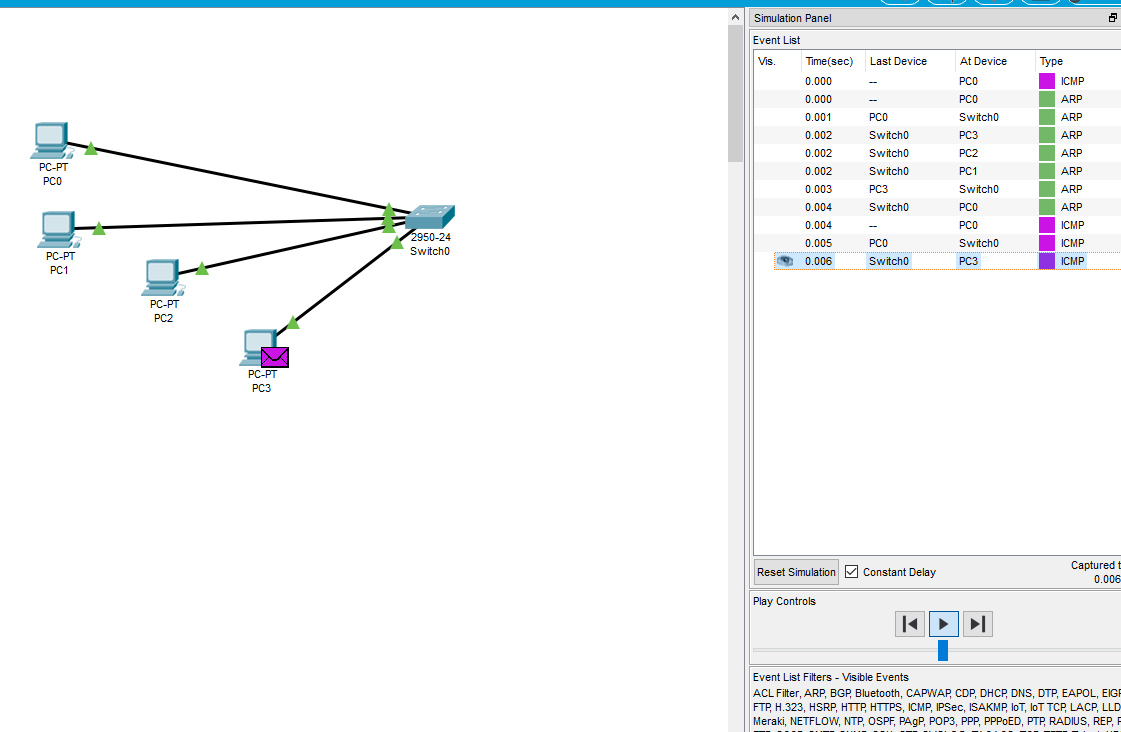 Simulation Panel
Event List
Vis. Time(sec) Last Device At Device Type
0.000 -- PC0 ICMP
0.000 -- PC0 ARP
0.001 PC0 Switch0 ARP
0.002 Switch0 PC3 ARP
0.002 Switch0 PC2 ARP
0.002 Switch0 PC1 ARP
0.003 PC3 Switch0 ARP
0.004 Switch0 PC0 ARP
0.004 -- PC0 ICMP
0.005 PC0 Switch0 ICMP
0.006 Switch0 PC3 ICMP
PC-PT
PC0
PC-PT
PC1
PC-PT
PC2
PC-PT
PC3
2950-24
Switch0
Reset Simulation Constant Delay
Captured t
0.006
Play Controls
Event List Filters - Visible Events
ACL Filter, ARP, BGP, Bluetooth, CAPWAP, CDP, DHCP, DNS, DTP, EAPOL, EIGR
FTP, H.323, HSRP, HTTP, HTTPS, ICMP, IPSec, ISAKMP, IoT, IoT TCP, LACP, LLD
Meraki, NETFLOW, NTP, OSPF, PAgP, POP3, PPP, PPPoED, PTP, RADIUS, REP,